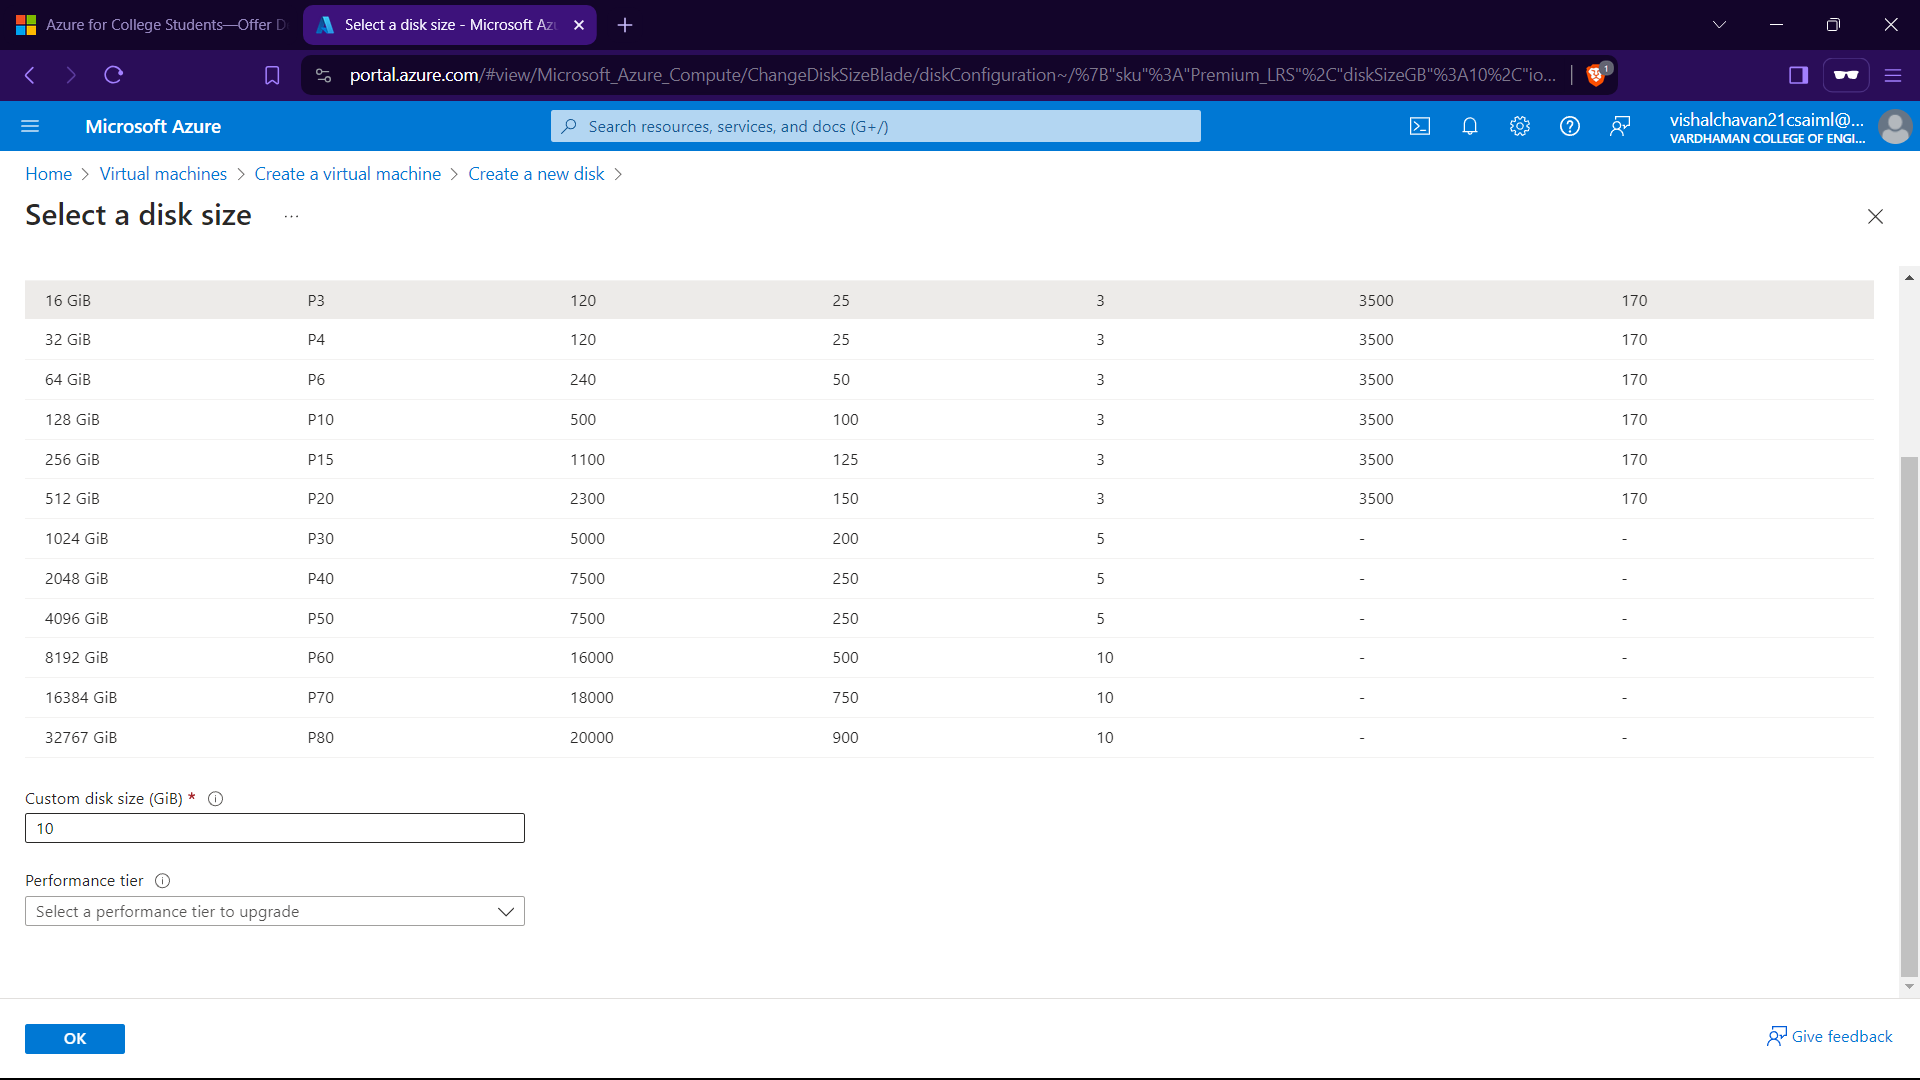 Azure for College Students—Offer D
Select a disk size - Microsoft Az
portal.azure.com/#view/Microsoft_Azure_Compute/ChangeDiskSizeBlade/diskConfiguration~/%7B"sku"%3A"Premium_LRS"%2C"diskSizeGB"%3A10%2C"io...
1
Microsoft Azure
Search resources, services, and docs (G+/)
vishalchavan21csaiml@...
VARDHAMAN COLLEGE OF ENGI...
Home > Virtual machines > Create a virtual machine > Create a new disk >
Select a disk size ...
16 GiB P3 120 25 3 3500 170
32 GiB P4 120 25 3 3500 170
64 GiB P6 240 50 3 3500 170
128 GiB P10 500 100 3 3500 170
256 GiB P15 1100 125 3 3500 170
512 GiB P20 2300 150 3 3500 170
1024 GiB P30 5000 200 5 - -
2048 GiB P40 7500 250 5 - -
4096 GiB P50 7500 250 5 - -
8192 GiB P60 16000 500 10 - -
16384 GiB P70 18000 750 10 - -
32767 GiB P80 20000 900 10 - -
Custom disk size (GiB) *
10
Performance tier
Select a performance tier to upgrade
OK
Give feedback